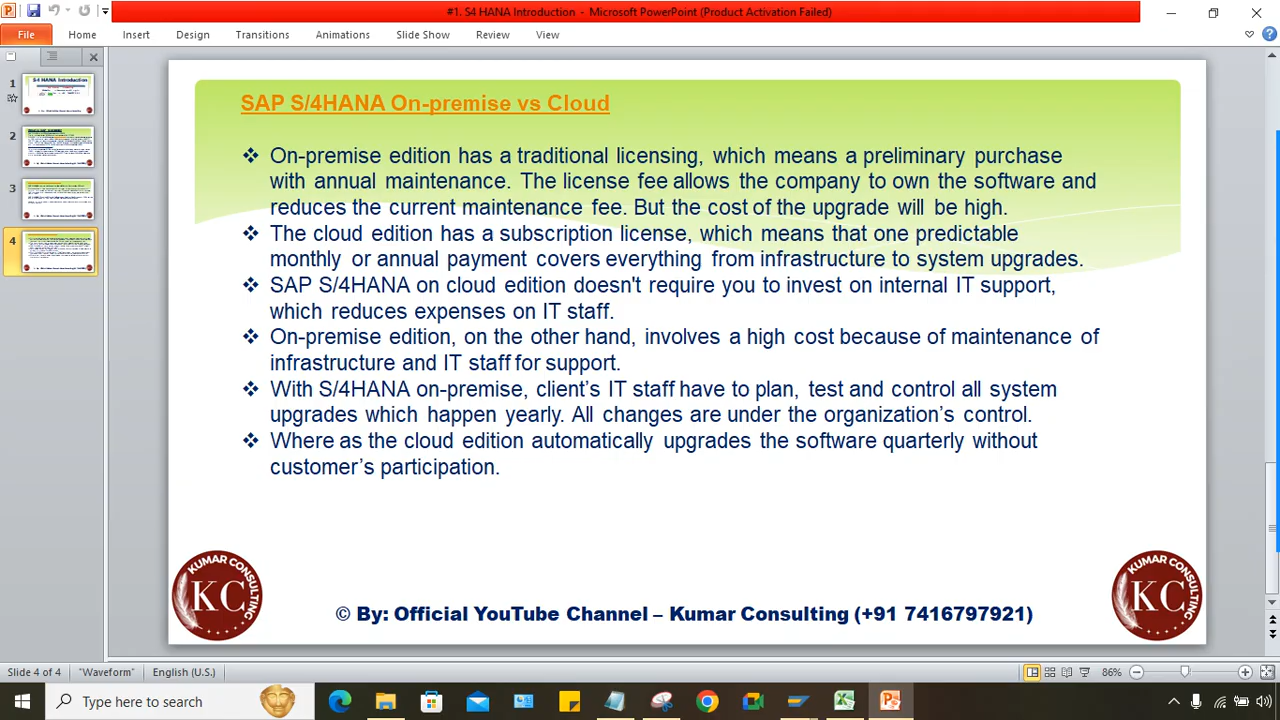 #1. S4 HANA Introduction - Microsoft PowerPoint (Product Activation Failed)
File Home Insert Design Transitions Animations Slide Show Review View
1
S4 HANA Introduction
2
3
4
SAP S/4HANA On-premise vs Cloud
❖ On-premise edition has a traditional licensing, which means a preliminary purchase
with annual maintenance. The license fee allows the company to own the software and
reduces the current maintenance fee. But the cost of the upgrade will be high.
❖ The cloud edition has a subscription license, which means that one predictable
monthly or annual payment covers everything from infrastructure to system upgrades.
❖ SAP S/4HANA on cloud edition doesn't require you to invest on internal IT support,
which reduces expenses on IT staff.
❖ On-premise edition, on the other hand, involves a high cost because of maintenance of
infrastructure and IT staff for support.
❖ With S/4HANA on-premise, client’s IT staff have to plan, test and control all system
upgrades which happen yearly. All changes are under the organization’s control.
❖ Where as the cloud edition automatically upgrades the software quarterly without
customer’s participation.
KUMAR CONSULTING
KC
© By: Official YouTube Channel – Kumar Consulting (+91 7416797921)
KUMAR CONSULTING
KC
Slide 4 of 4 "Waveform" English (U.S.) 86%
Type here to search